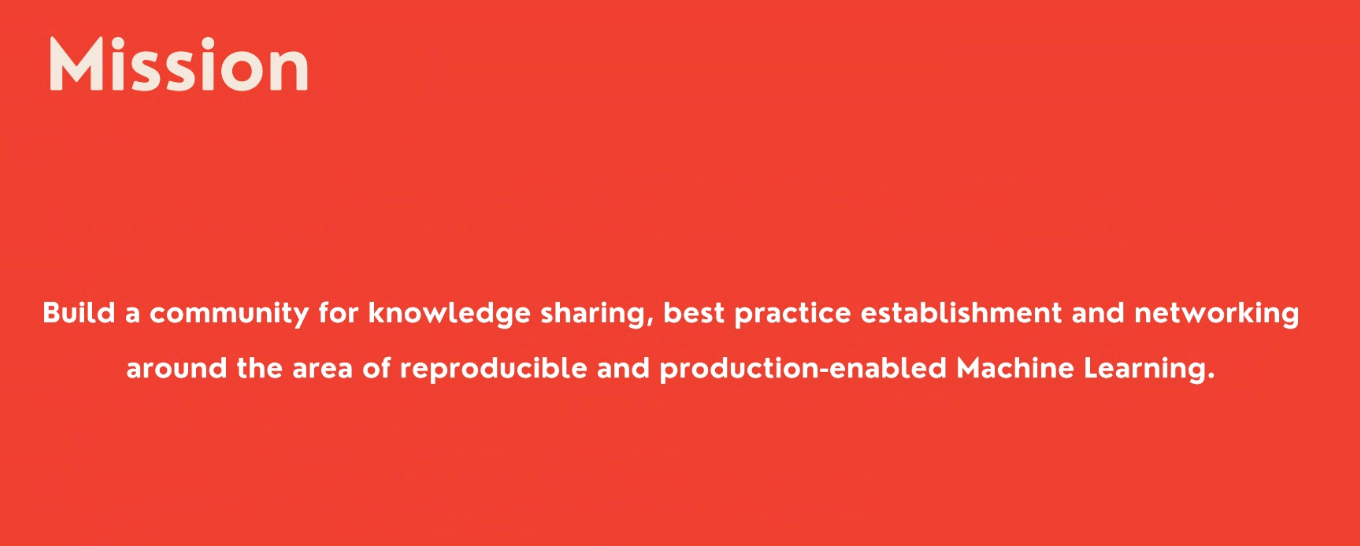 Mission
Build a community for knowledge sharing, best practice establishment and networking
around the area of reproducible and production-enabled Machine Learning.